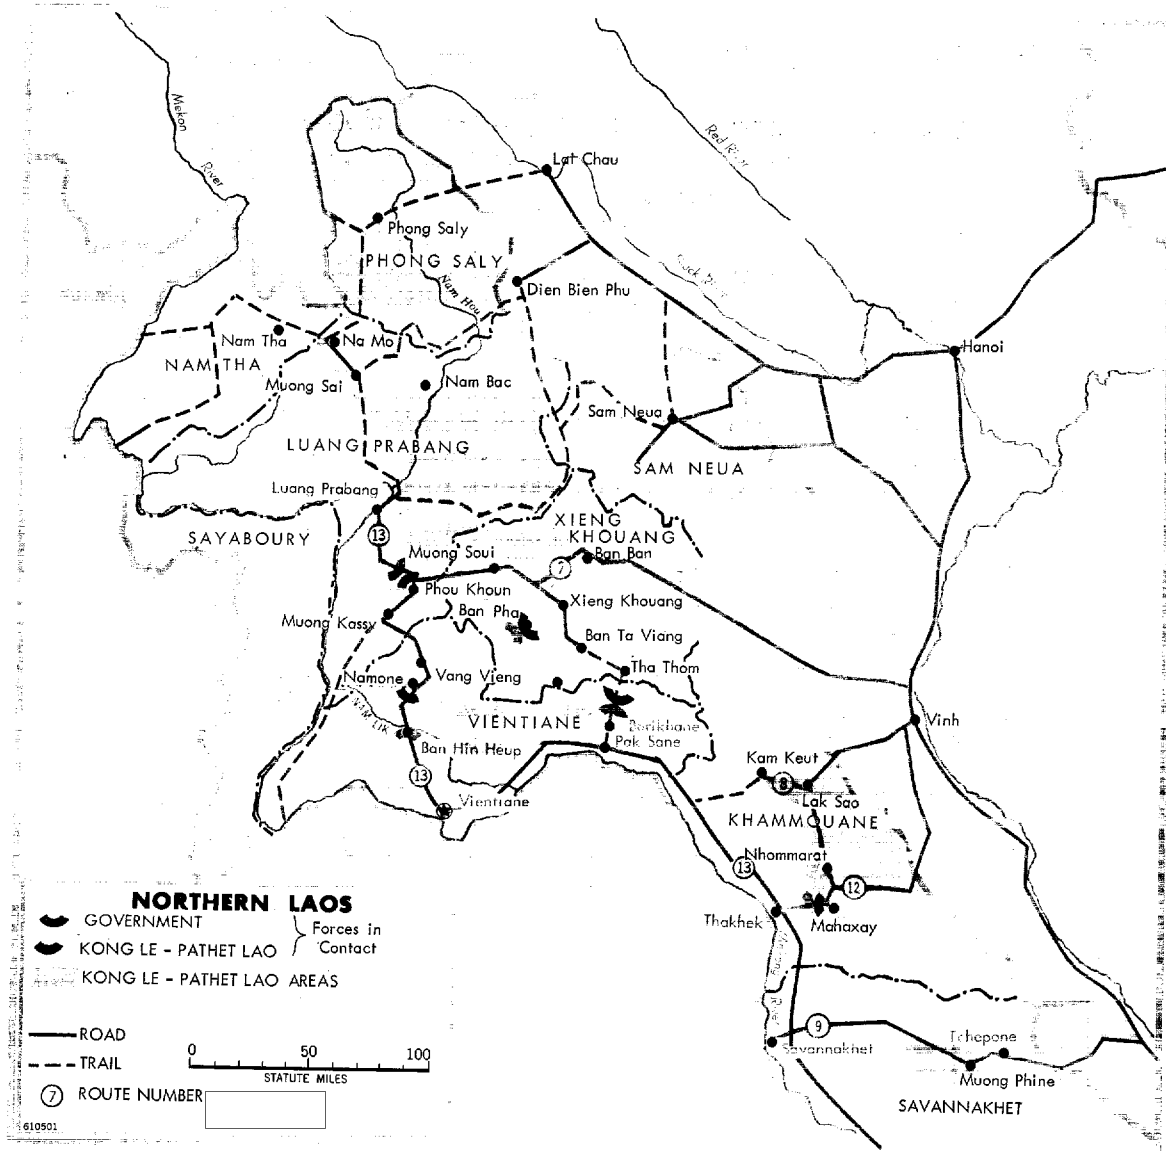 Mekon
River
Red
Lat Chau
Phong Saly
PHONG SALY
Nam Hou
Dien Bien Phu
Nam Tha
Na Mo
NAM THA
Hanoi
Muong Sai
Nam Bac
Sam Neua
LUANG PRABANG
SAM NEUA
Luang Prabang
XIENG
KHOUANG
13
SAYABOURY
Muong Soui
Ban Ban
7
Phou Khoun
Xieng Khouang
Ban Pha
Muong Kassy
Ban Ta Viang
Tha Thom
Namone
Vang Vieng
NAM LIK
VIENTIANE
Borikhane
Vinh
Pak Sane
Ban Hin Heup
Kam Keut
13
8
Vientiane
Lak Sao
KHAMMOUANE
Nhommarat
13
12
Thakhek
Mahaxay
NORTHERN LAOS
GOVERNMENT
KONG LE - PATHET LAO
Forces in
Contact
KONG LE - PATHET LAO AREAS
9
Tchepone
Savannakhet
ROAD
0 50 100
TRAIL
STATUTE MILES
Muong Phine
7 ROUTE NUMBER
SAVANNAKHET
610501